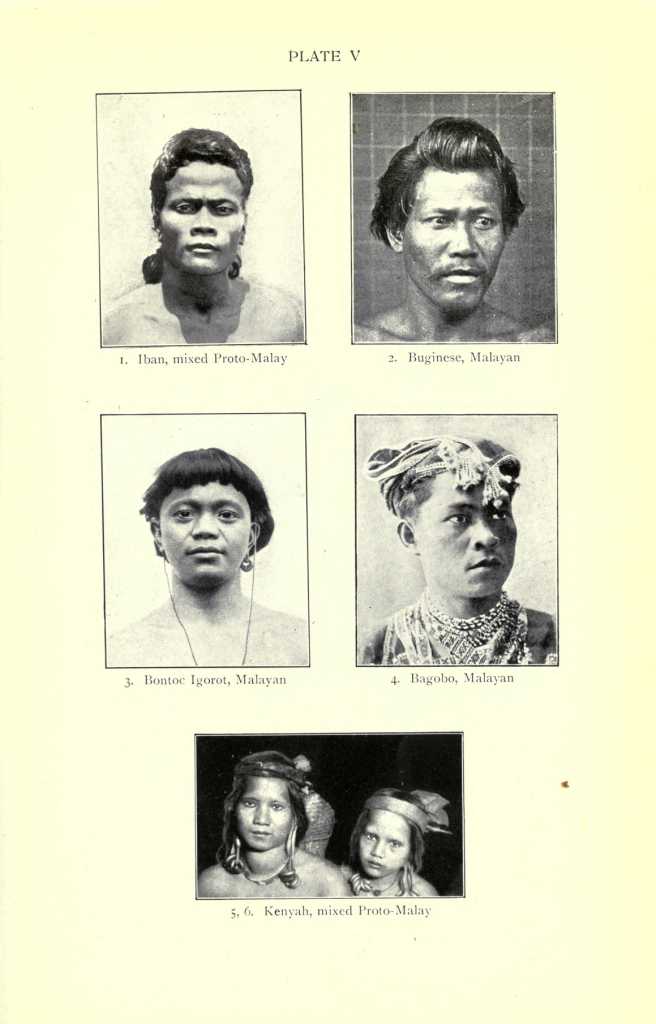 PLATE V
1. Iban, mixed Proto-Malay
2. Buginese, Malayan
3. Bontoc Igorot, Malayan
4. Bagobo, Malayan
5, 6. Kenyah, mixed Proto-Malay